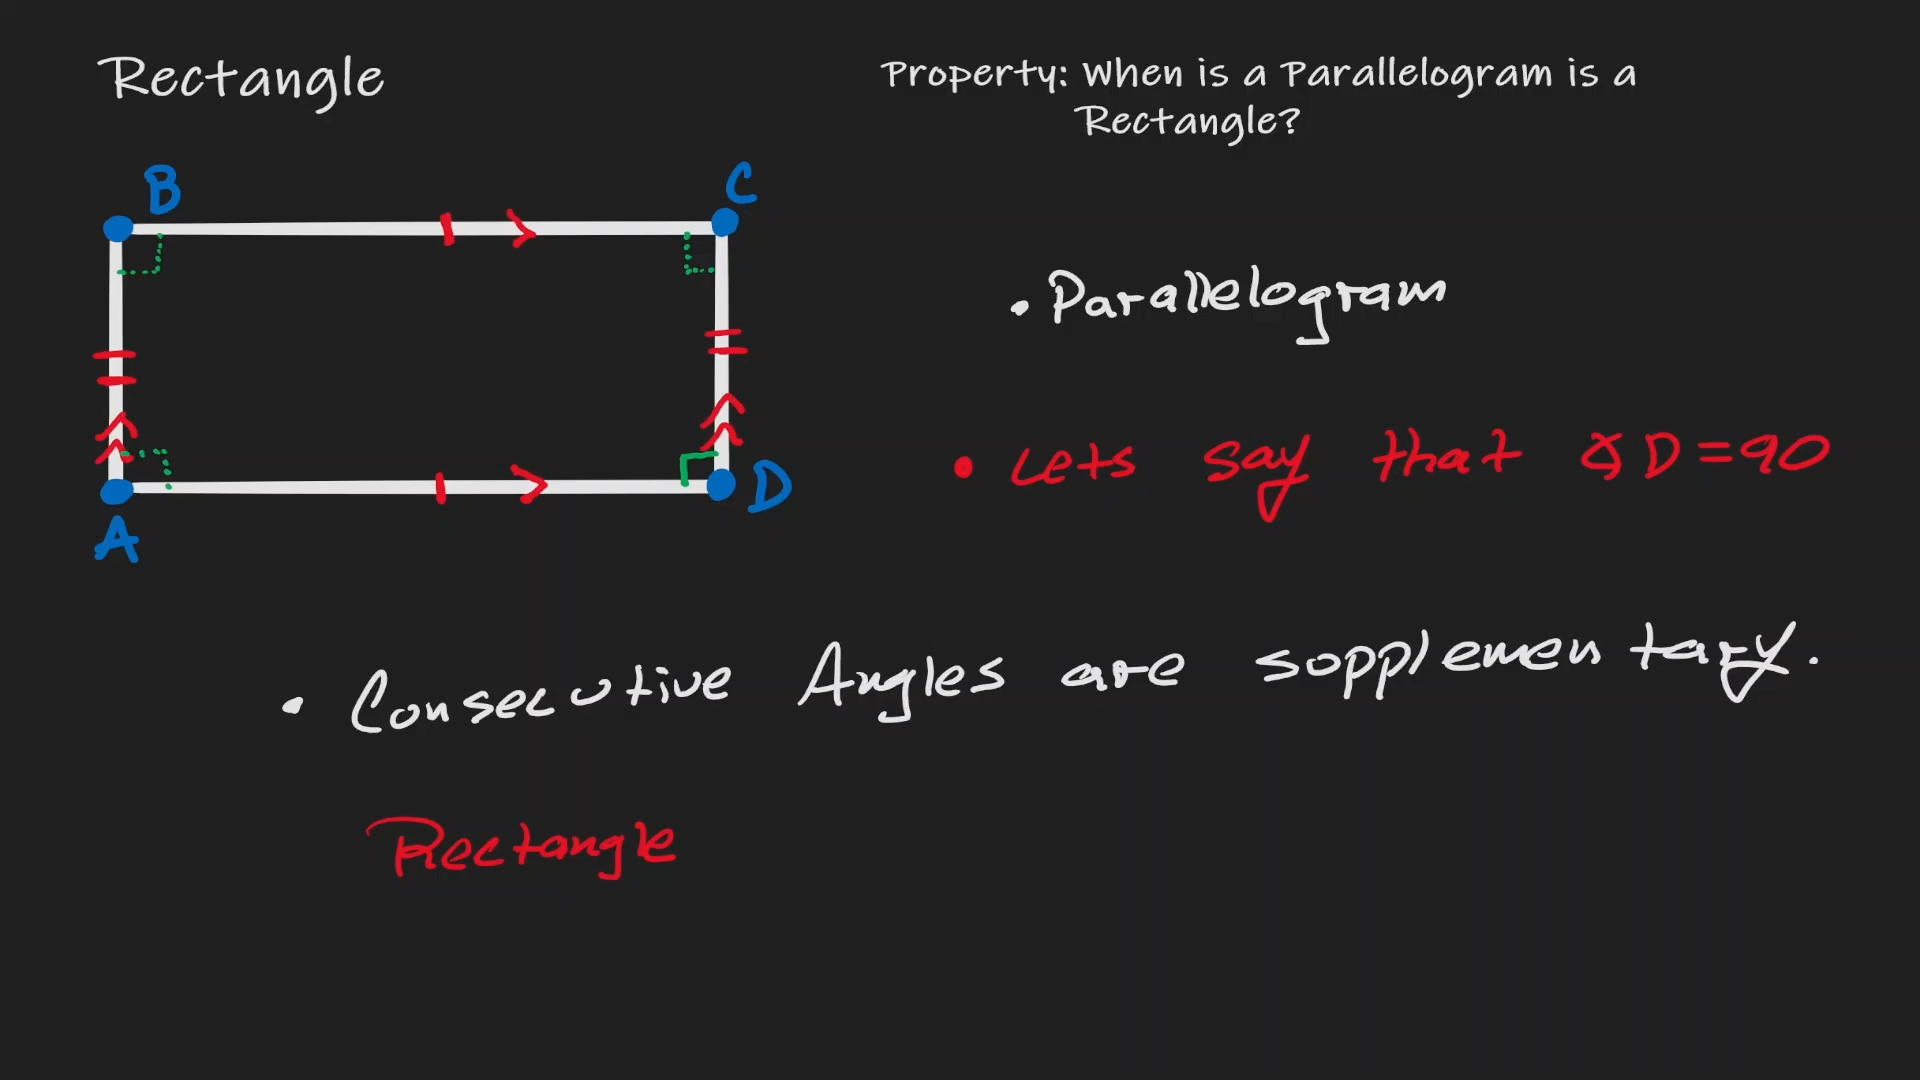 Rectangle
Property: When is a Parallelogram is a
Rectangle?
B
C
• Parallelogram
• Lets say that ∢D=90
D
A
• Consecutive Angles are sopplementary.
Rectangle